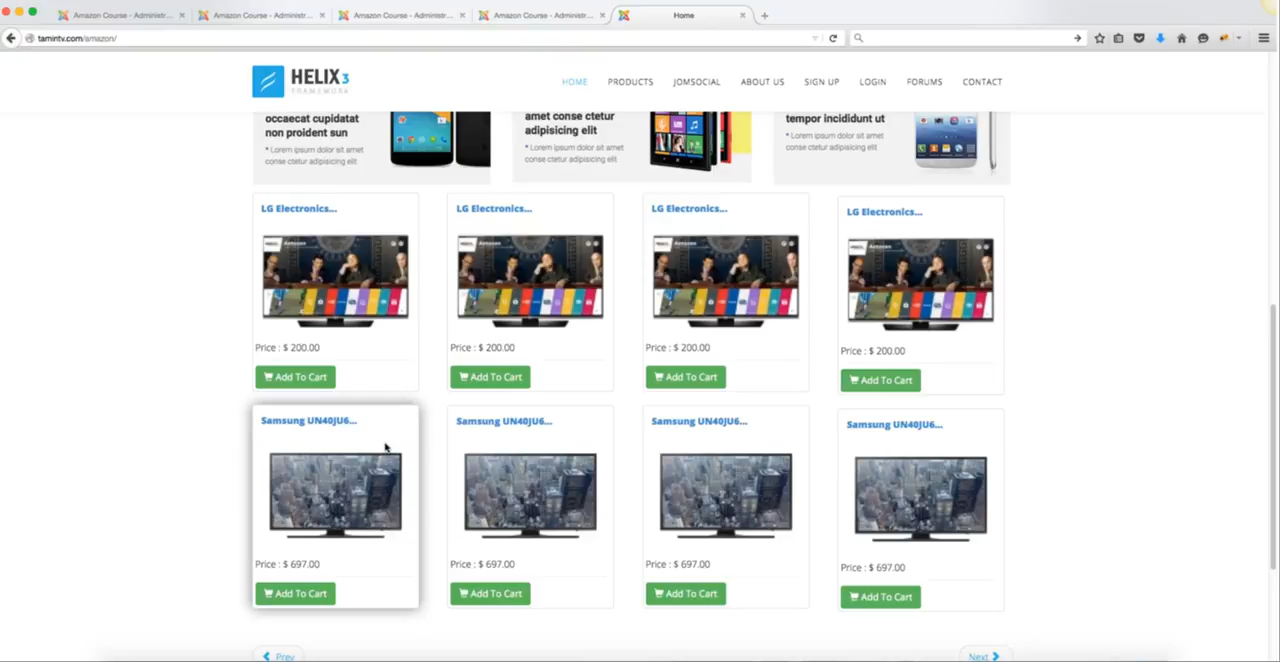 Amazon Course - Administr...
Amazon Course - Administr...
Amazon Course - Administr...
Amazon Course - Administr...
Home
tamintv.com/amazon/
HELIX3
FRAMEWORK
HOME PRODUCTS JOMSOCIAL ABOUT US SIGN UP LOGIN FORUMS CONTACT
occaecat cupidatat
non proident sun
* Lorem ipsum dolor sit amet
conse ctetur adipisicing elit
amet conse ctetur
adipisicing elit
* Lorem ipsum dolor sit amet
conse ctetur adipisicing elit
tempor incididunt ut
* Lorem ipsum dolor sit amet
conse ctetur adipisicing elit
LG Electronics...
LG Electronics...
LG Electronics...
LG Electronics...
Price : $ 200.00
Price : $ 200.00
Price : $ 200.00
Price : $ 200.00
Add To Cart
Add To Cart
Add To Cart
Add To Cart
Samsung UN40JU6...
Samsung UN40JU6...
Samsung UN40JU6...
Samsung UN40JU6...
Price : $ 697.00
Price : $ 697.00
Price : $ 697.00
Price : $ 697.00
Add To Cart
Add To Cart
Add To Cart
Add To Cart
Prev
Next